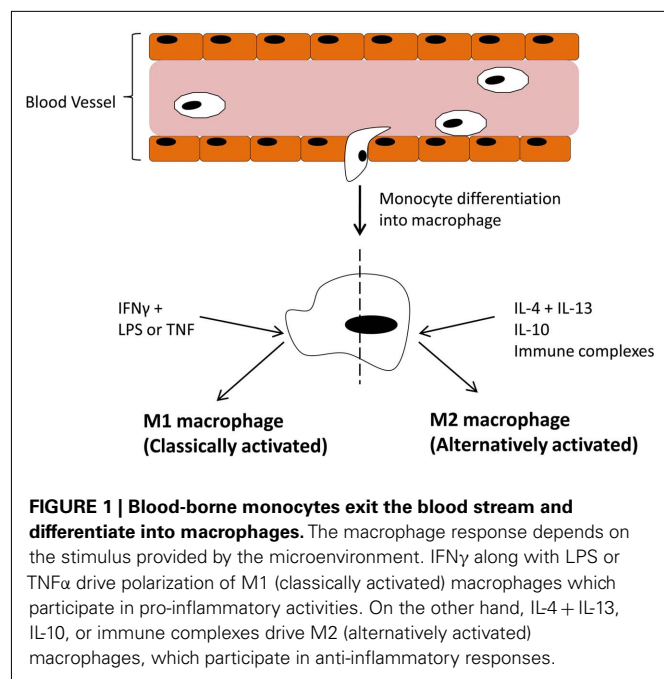 Blood Vessel
Monocyte differentiation
into macrophage
IFNγ +
LPS or TNF
IL-4 + IL-13
IL-10
Immune complexes
M1 macrophage
(Classically activated)
M2 macrophage
(Alternatively activated)
FIGURE 1 | Blood-borne monocytes exit the blood stream and
differentiate into macrophages. The macrophage response depends on
the stimulus provided by the microenvironment. IFNγ along with LPS or
TNFα drive polarization of M1 (classically activated) macrophages which
participate in pro-inflammatory activities. On the other hand, IL-4 + IL-13,
IL-10, or immune complexes drive M2 (alternatively activated)
macrophages, which participate in anti-inflammatory responses.